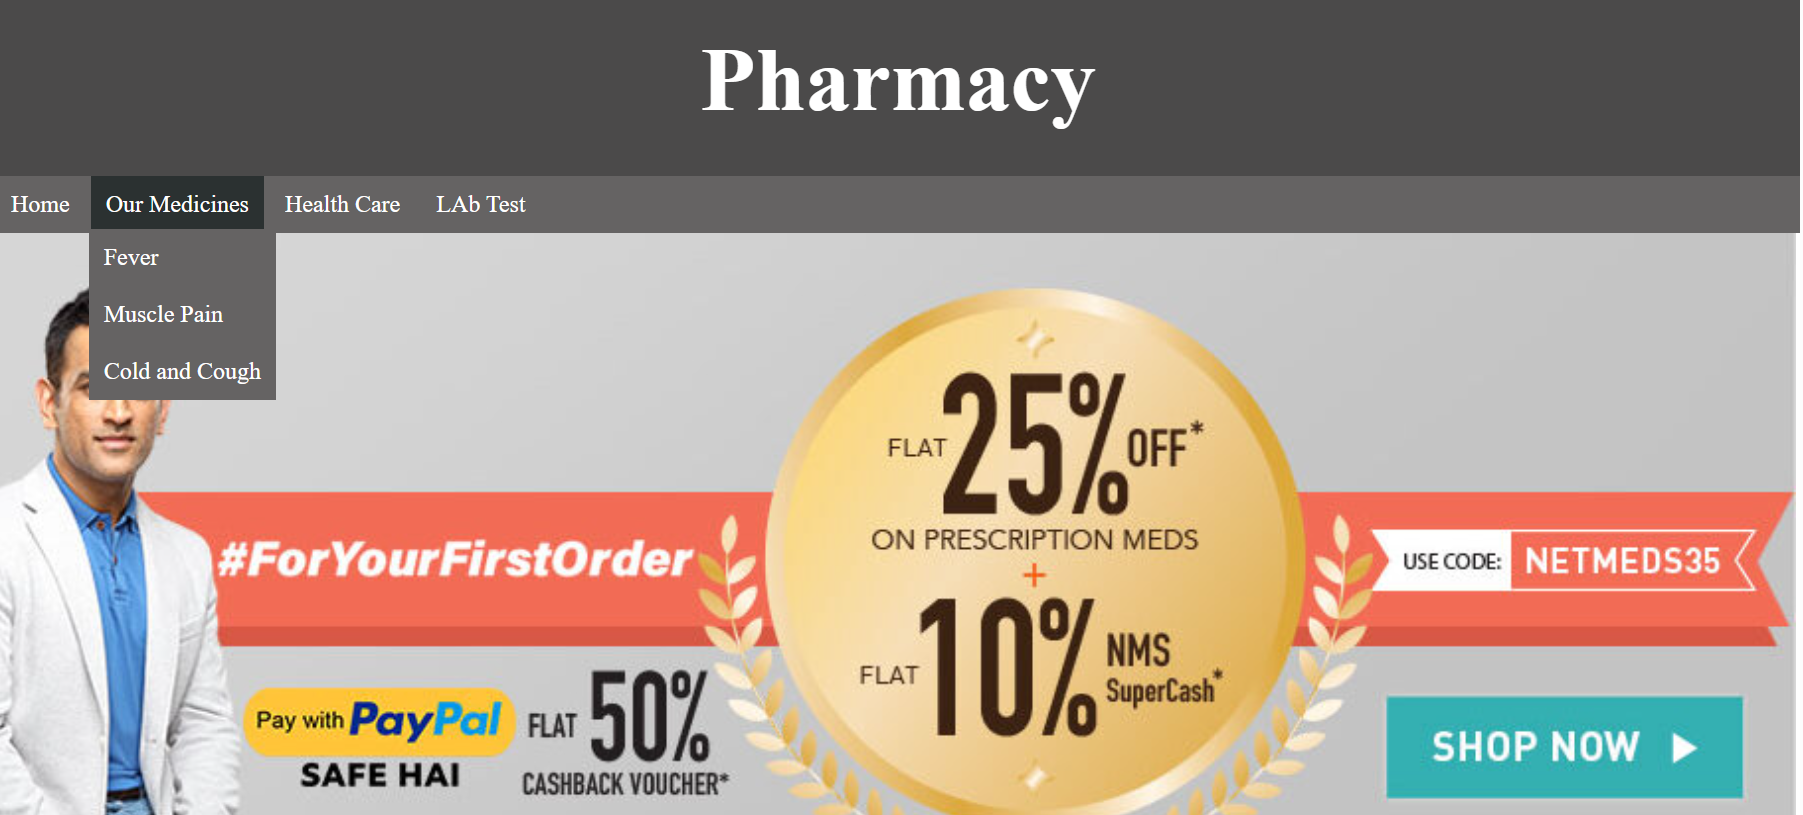 Pharmacy
Home Our Medicines Health Care LAb Test
Fever
Muscle Pain
Cold and Cough
FLAT 25% OFF*
ON PRESCRIPTION MEDS
+
FLAT 10% NMS SuperCash*
#ForYourFirstOrder
USE CODE: NETMEDS35
Pay with PayPal
SAFE HAI
FLAT 50%
CASHBACK VOUCHER*
SHOP NOW